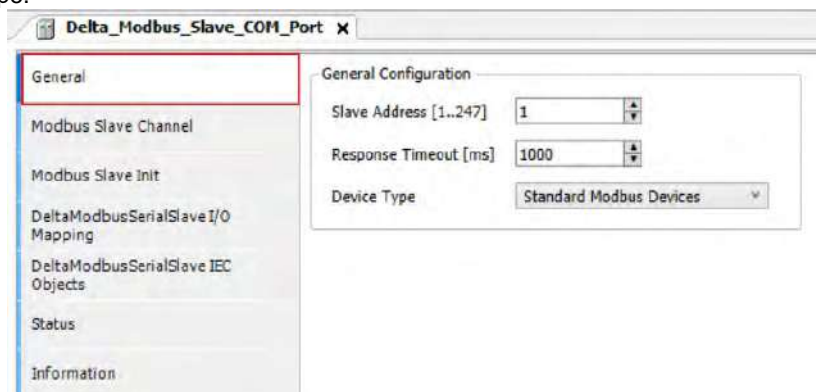 Delta_Modbus_Slave_COM_Port X
General
Modbus Slave Channel
Modbus Slave Init
DeltaModbusSerialSlave I/O
Mapping
DeltaModbusSerialSlave IEC
Objects
Status
Information
General Configuration
Slave Address [1..247] 1
Response Timeout [ms] 1000
Device Type Standard Modbus Devices